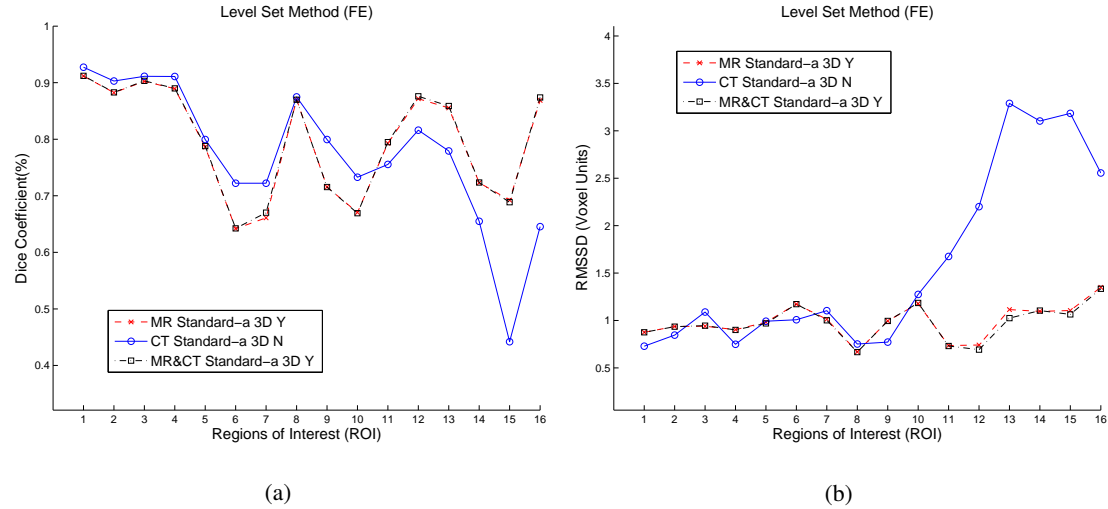 Level Set Method (FE)
1
0.9
0.8
0.7
0.6
0.5
0.4
Dice Coefficient(%)
MR Standard−a 3D Y
CT Standard−a 3D N
MR&CT Standard−a 3D Y
1 2 3 4 5 6 7 8 9 10 11 12 13 14 15 16
Regions of Interest (ROI)
(a)
Level Set Method (FE)
4
3.5
3
2.5
2
1.5
1
0.5
RMSSD (Voxel Units)
MR Standard−a 3D Y
CT Standard−a 3D N
MR&CT Standard−a 3D Y
1 2 3 4 5 6 7 8 9 10 11 12 13 14 15 16
Regions of Interest (ROI)
(b)